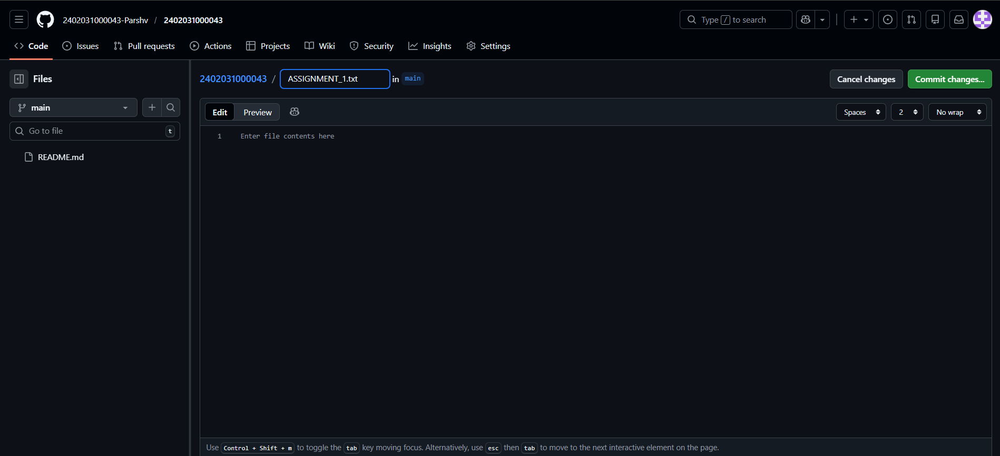 2402031000043-Parshv / 2402031000043
Type / to search
Code Issues Pull requests Actions Projects Wiki Security Insights Settings
Files
main
Go to file t
README.md
2402031000043 / ASSIGNMENT_1.txt in main
Cancel changes Commit changes...
Edit Preview
Spaces 2 No wrap
1 Enter file contents here
Use Control + Shift + m to toggle the tab key moving focus. Alternatively, use esc then tab to move to the next interactive element on the page.